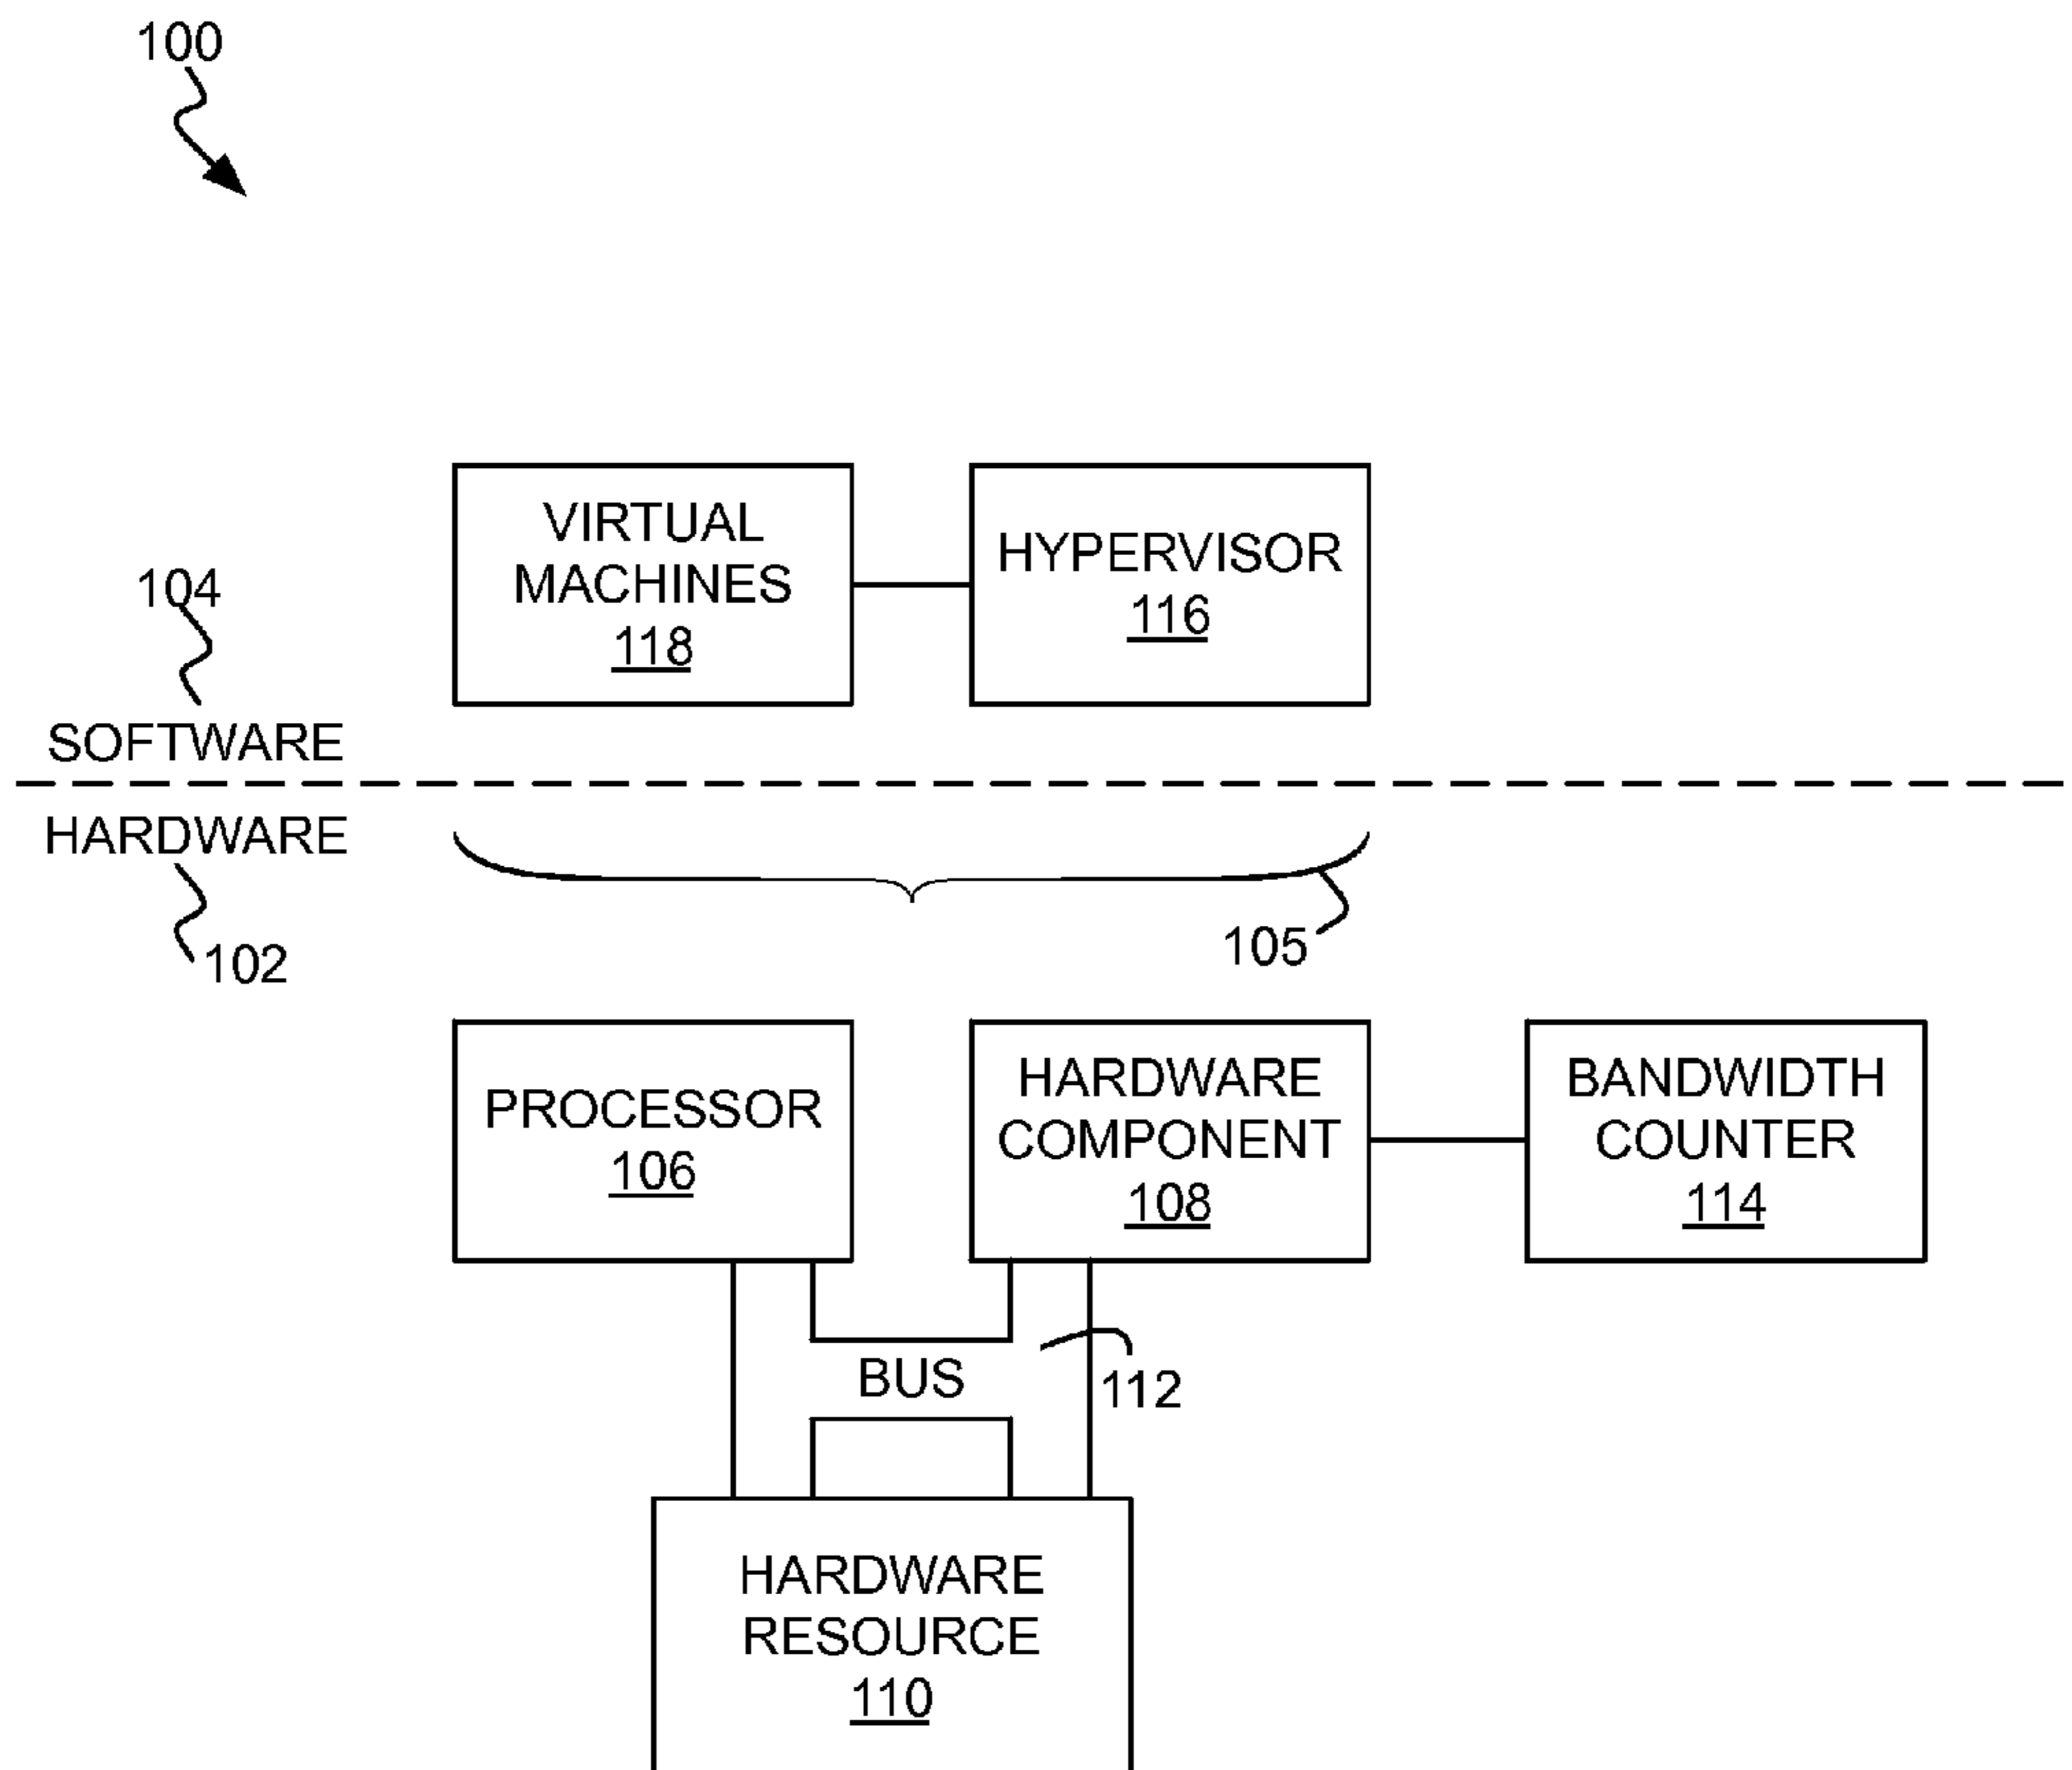 100
VIRTUAL
MACHINES
118
HYPERVISOR
116
104
SOFTWARE
HARDWARE
102
105
PROCESSOR
106
HARDWARE
COMPONENT
108
BANDWIDTH
COUNTER
114
BUS
112
HARDWARE
RESOURCE
110